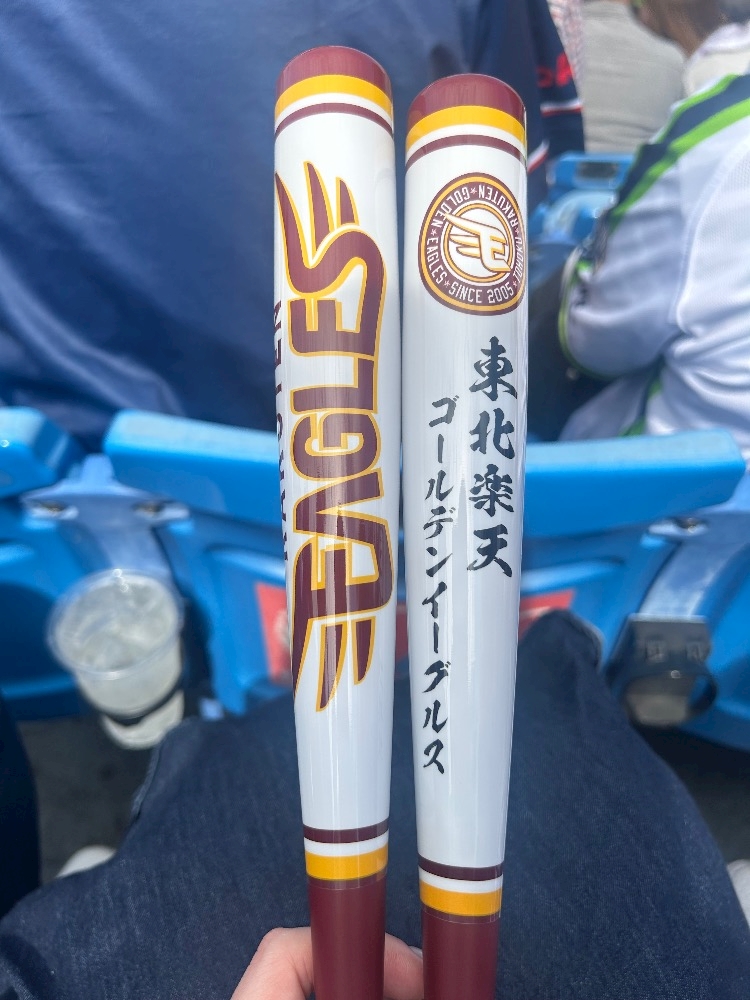 EAGLES
RAKUTEN
TOHOKU★RAKUTEN★GOLDEN★EAGLES★
SINCE 2005
東北楽天
ゴールデンイーグルス